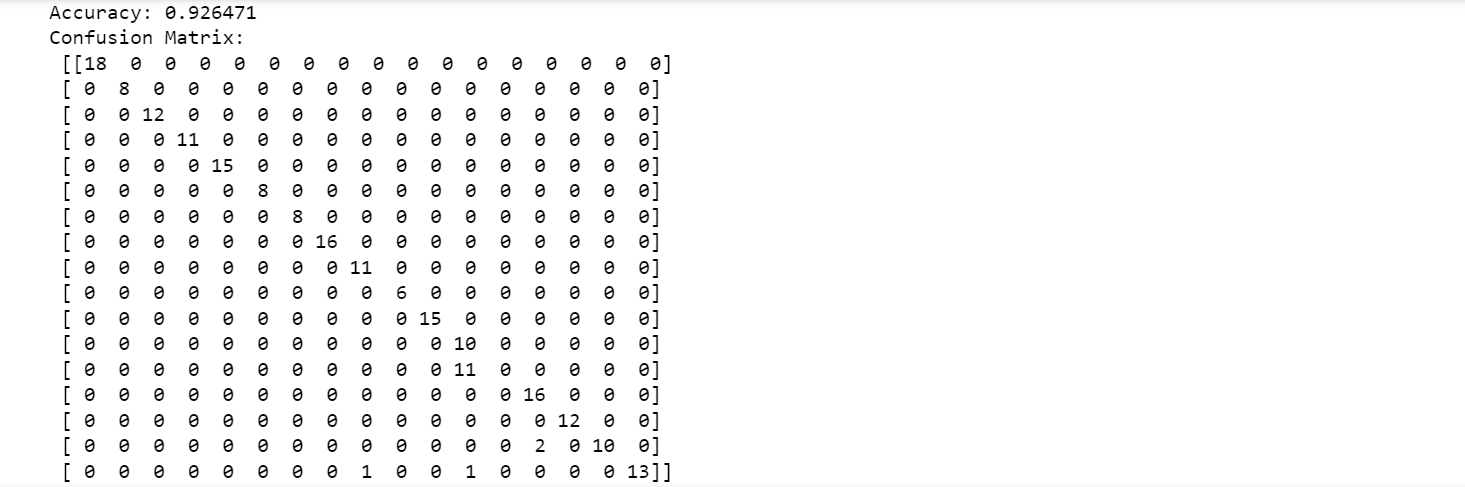 Accuracy: 0.926471
Confusion Matrix:
[[18 0 0 0 0 0 0 0 0 0 0 0 0 0 0 0 0]
[ 0 8 0 0 0 0 0 0 0 0 0 0 0 0 0 0 0]
[ 0 0 12 0 0 0 0 0 0 0 0 0 0 0 0 0 0]
[ 0 0 0 11 0 0 0 0 0 0 0 0 0 0 0 0 0]
[ 0 0 0 0 15 0 0 0 0 0 0 0 0 0 0 0 0]
[ 0 0 0 0 0 8 0 0 0 0 0 0 0 0 0 0 0]
[ 0 0 0 0 0 0 8 0 0 0 0 0 0 0 0 0 0]
[ 0 0 0 0 0 0 0 16 0 0 0 0 0 0 0 0 0]
[ 0 0 0 0 0 0 0 0 11 0 0 0 0 0 0 0 0]
[ 0 0 0 0 0 0 0 0 0 6 0 0 0 0 0 0 0]
[ 0 0 0 0 0 0 0 0 0 0 15 0 0 0 0 0 0]
[ 0 0 0 0 0 0 0 0 0 0 0 10 0 0 0 0 0]
[ 0 0 0 0 0 0 0 0 0 0 0 11 0 0 0 0 0]
[ 0 0 0 0 0 0 0 0 0 0 0 0 0 16 0 0 0]
[ 0 0 0 0 0 0 0 0 0 0 0 0 0 0 12 0 0]
[ 0 0 0 0 0 0 0 0 0 0 0 0 0 2 0 10 0]
[ 0 0 0 0 0 0 0 0 1 0 0 1 0 0 0 0 13]]